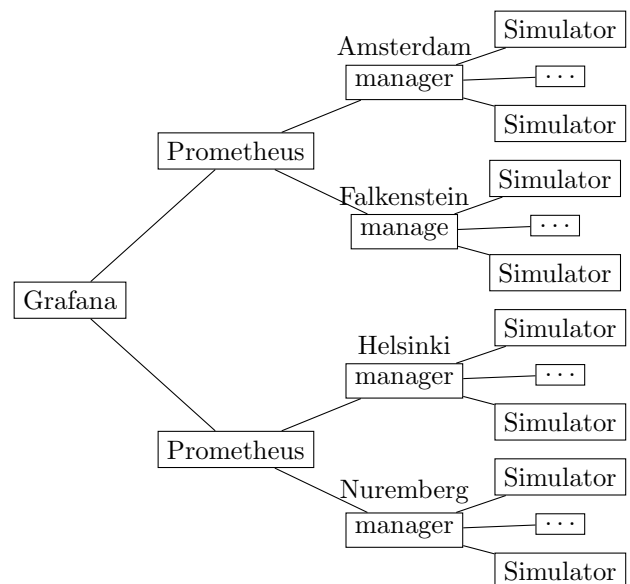 Simulator
Amsterdam
manager
...
Simulator
Prometheus
Simulator
Falkenstein
manage
...
Simulator
Grafana
Simulator
Helsinki
manager
...
Simulator
Prometheus
Simulator
Nuremberg
manager
...
Simulator